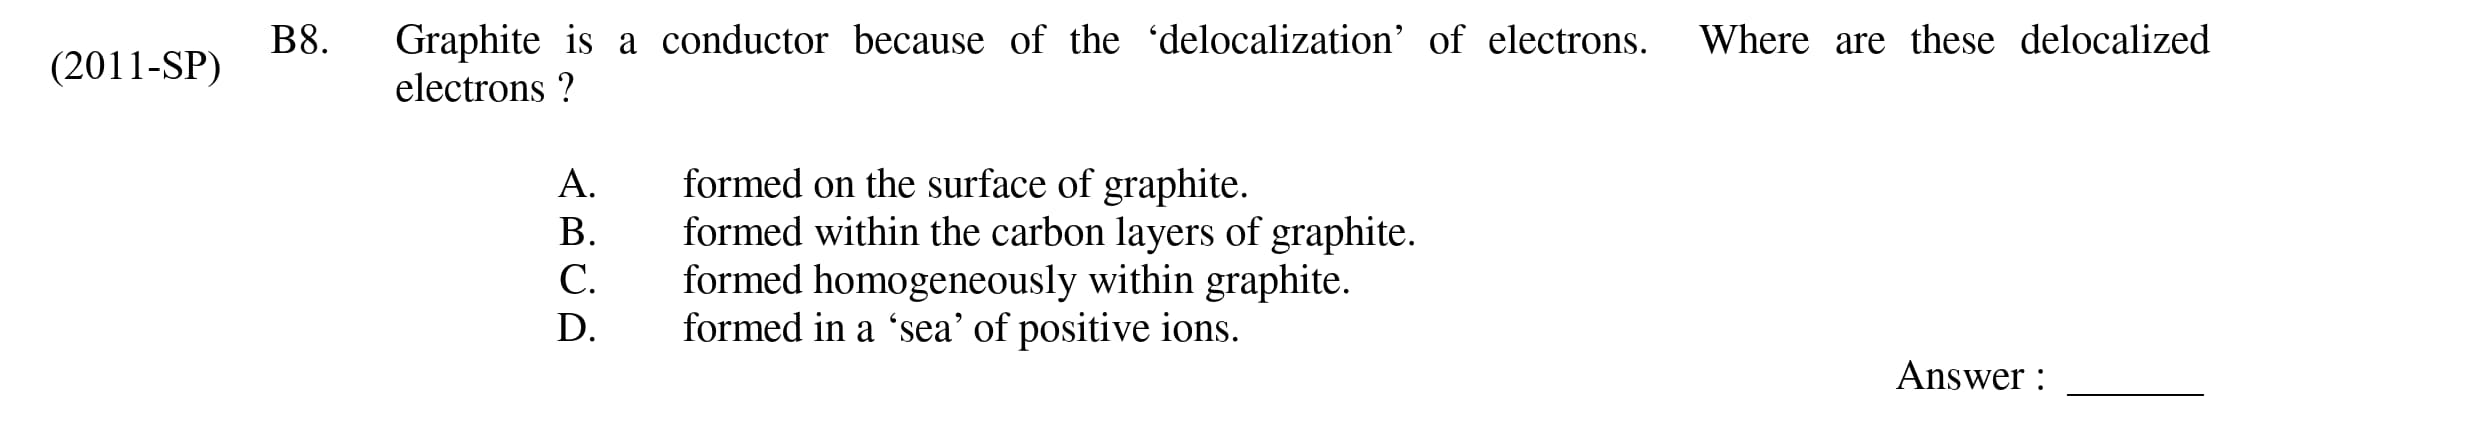 (2011-SP) B8. Graphite is a conductor because of the ‘delocalization’ of electrons. Where are these delocalized
electrons ?
A. formed on the surface of graphite.
B. formed within the carbon layers of graphite.
C. formed homogeneously within graphite.
D. formed in a ‘sea’ of positive ions.
Answer : ______